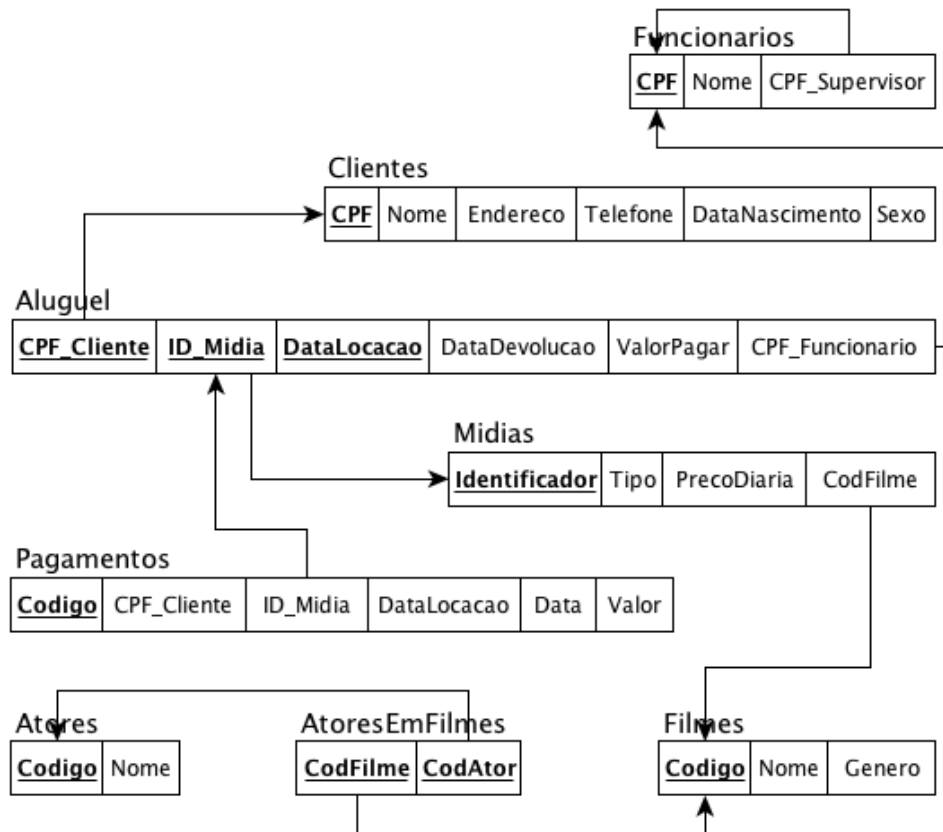 Funcionarios
CPF Nome CPF_Supervisor
Clientes
CPF Nome Endereco Telefone DataNascimento Sexo
Aluguel
CPF_Cliente ID_Midia DataLocacao DataDevolucao ValorPagar CPF_Funcionario
Midias
Identificador Tipo PrecoDiaria CodFilme
Pagamentos
Codigo CPF_Cliente ID_Midia DataLocacao Data Valor
Atores AtoresEmFilmes Filmes
Codigo Nome CodFilme CodAtor Codigo Nome Genero